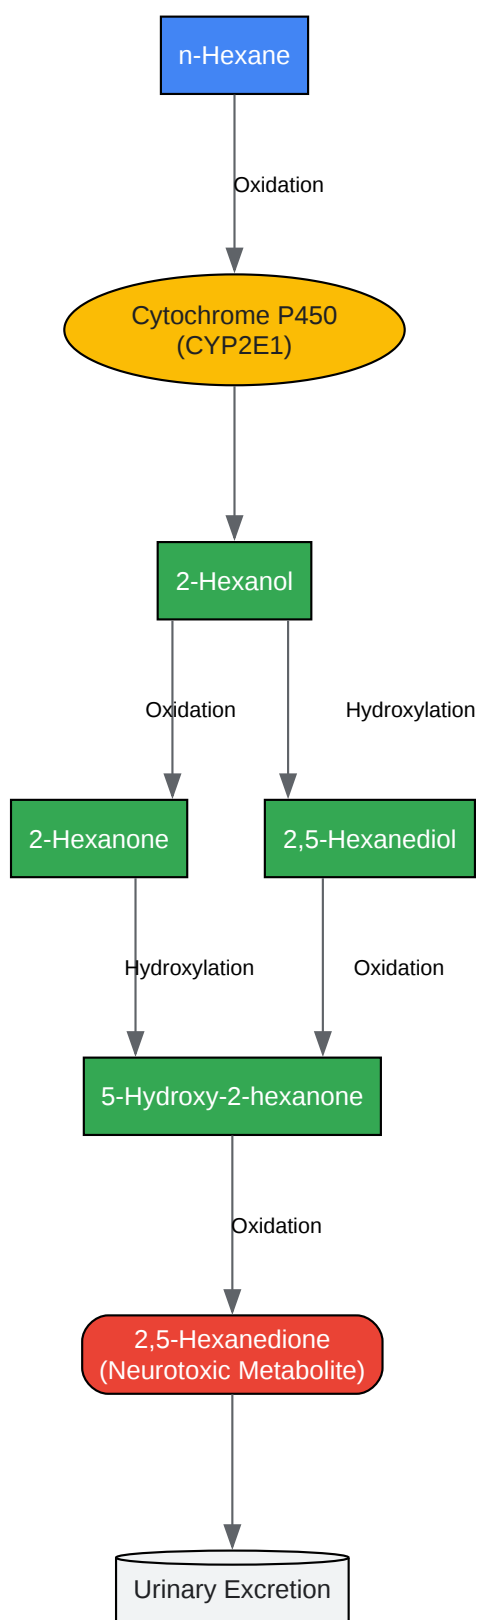 n-Hexane
Oxidation
Cytochrome P450
(CYP2E1)
2-Hexanol
Oxidation
Hydroxylation
2-Hexanone
2,5-Hexanediol
Hydroxylation
Oxidation
5-Hydroxy-2-hexanone
Oxidation
2,5-Hexanedione
(Neurotoxic Metabolite)
Urinary Excretion